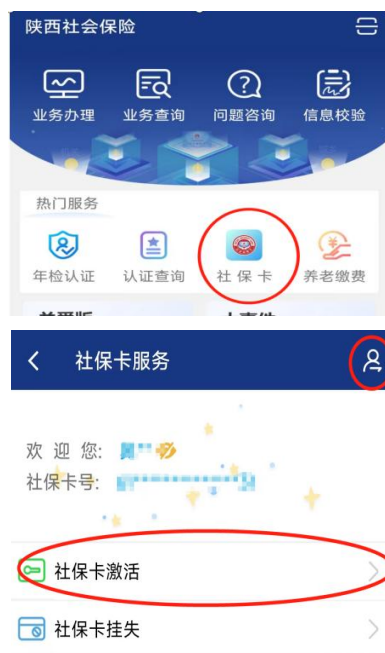 陕西社会保险
业务办理 业务查询 问题咨询 信息校验
热门服务
年检认证 认证查询 社保卡 养老缴费
社保卡服务
欢迎您:
社保卡号:
社保卡激活
社保卡挂失